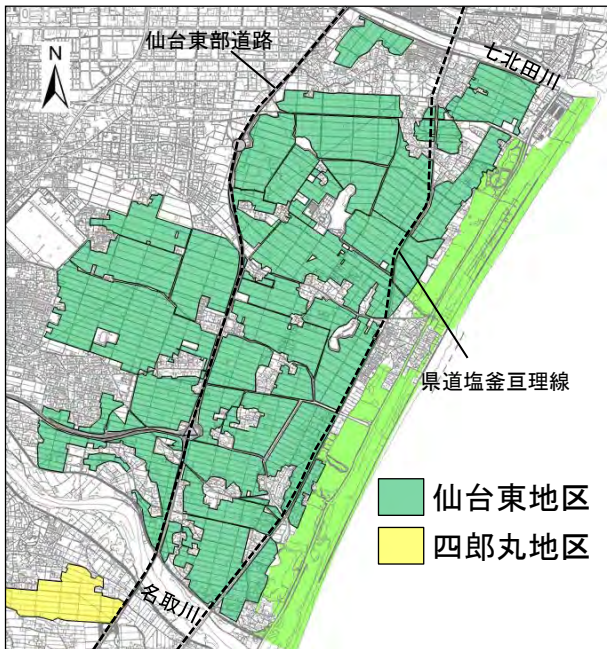 仙台東部道路
七北田川
N
県道塩釜亘理線
仙台東地区
四郎丸地区
名取川